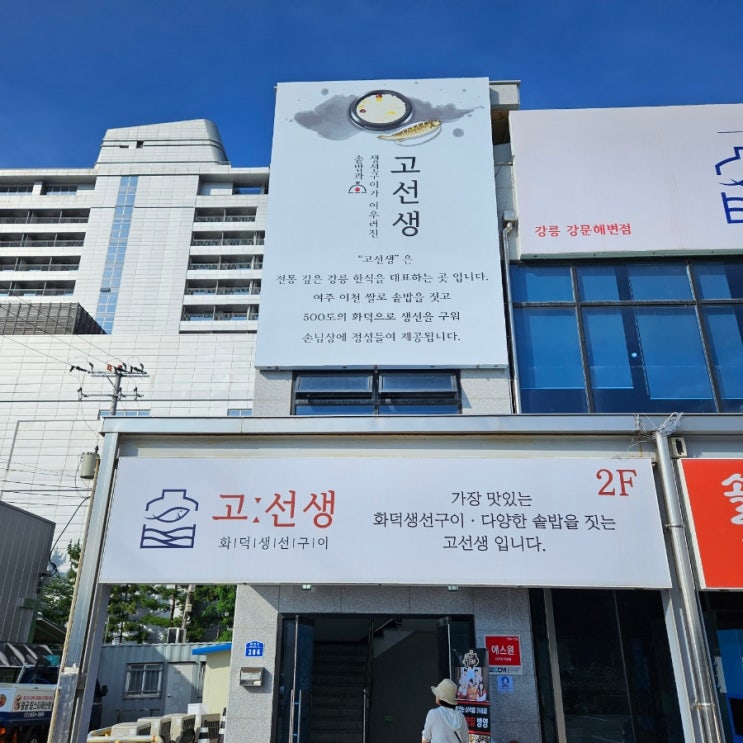 고선생
생선구이가 어우러진
솥밥과
"고선생" 은
전통 깊은 강릉 한식을 대표하는 곳 입니다.
여주 이천 쌀로 솥밥을 짓고
500도의 화덕으로 생선을 구워
손님상에 정성들여 제공됩니다.
강릉 강문해변점
고:선생
화|덕|생|선|구|이
가장 맛있는
화덕생선구이 · 다양한 솥밥을 짓는
고선생 입니다.
2F
솥
286
에스원
방영